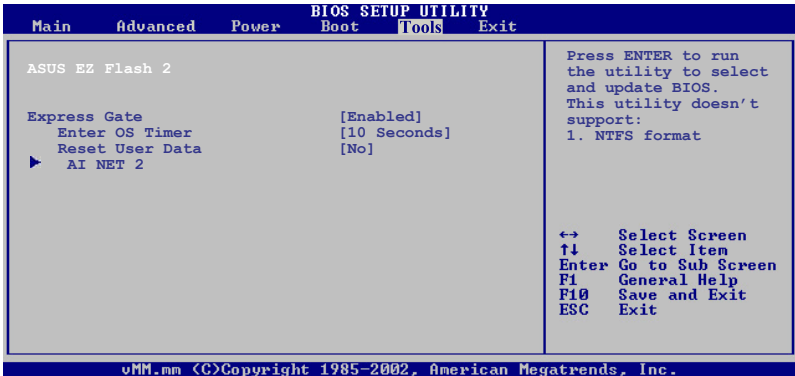 BIOS SETUP UTILITY
Main Advanced Power Boot Tools Exit
ASUS EZ Flash 2
Express Gate [Enabled]
Enter OS Timer [10 Seconds]
Reset User Data [No]
AI NET 2
Press ENTER to run
the utility to select
and update BIOS.
This utility doesn't
support:
1. NTFS format
←→ Select Screen
↑↓ Select Item
Enter Go to Sub Screen
F1 General Help
F10 Save and Exit
ESC Exit
vMM.mm (C)Copyright 1985-2002, American Megatrends, Inc.